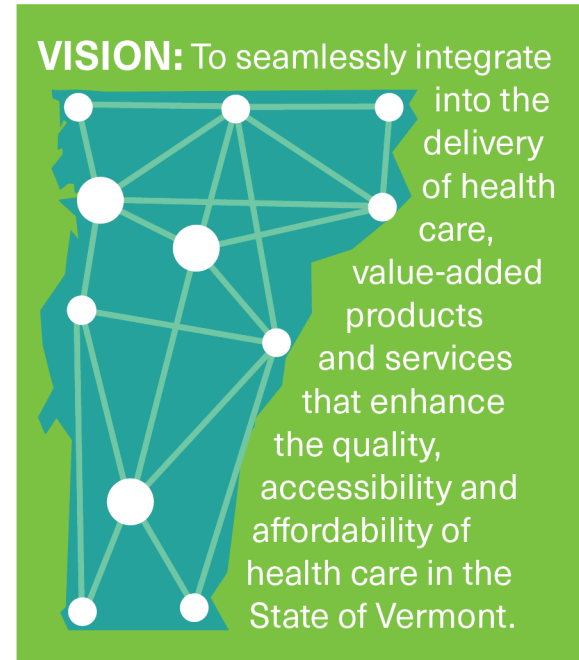 VISION: To seamlessly integrate
into the
delivery
of health
care,
value-added
products
and services
that enhance
the quality,
accessibility and
affordability of
health care in the
State of Vermont.